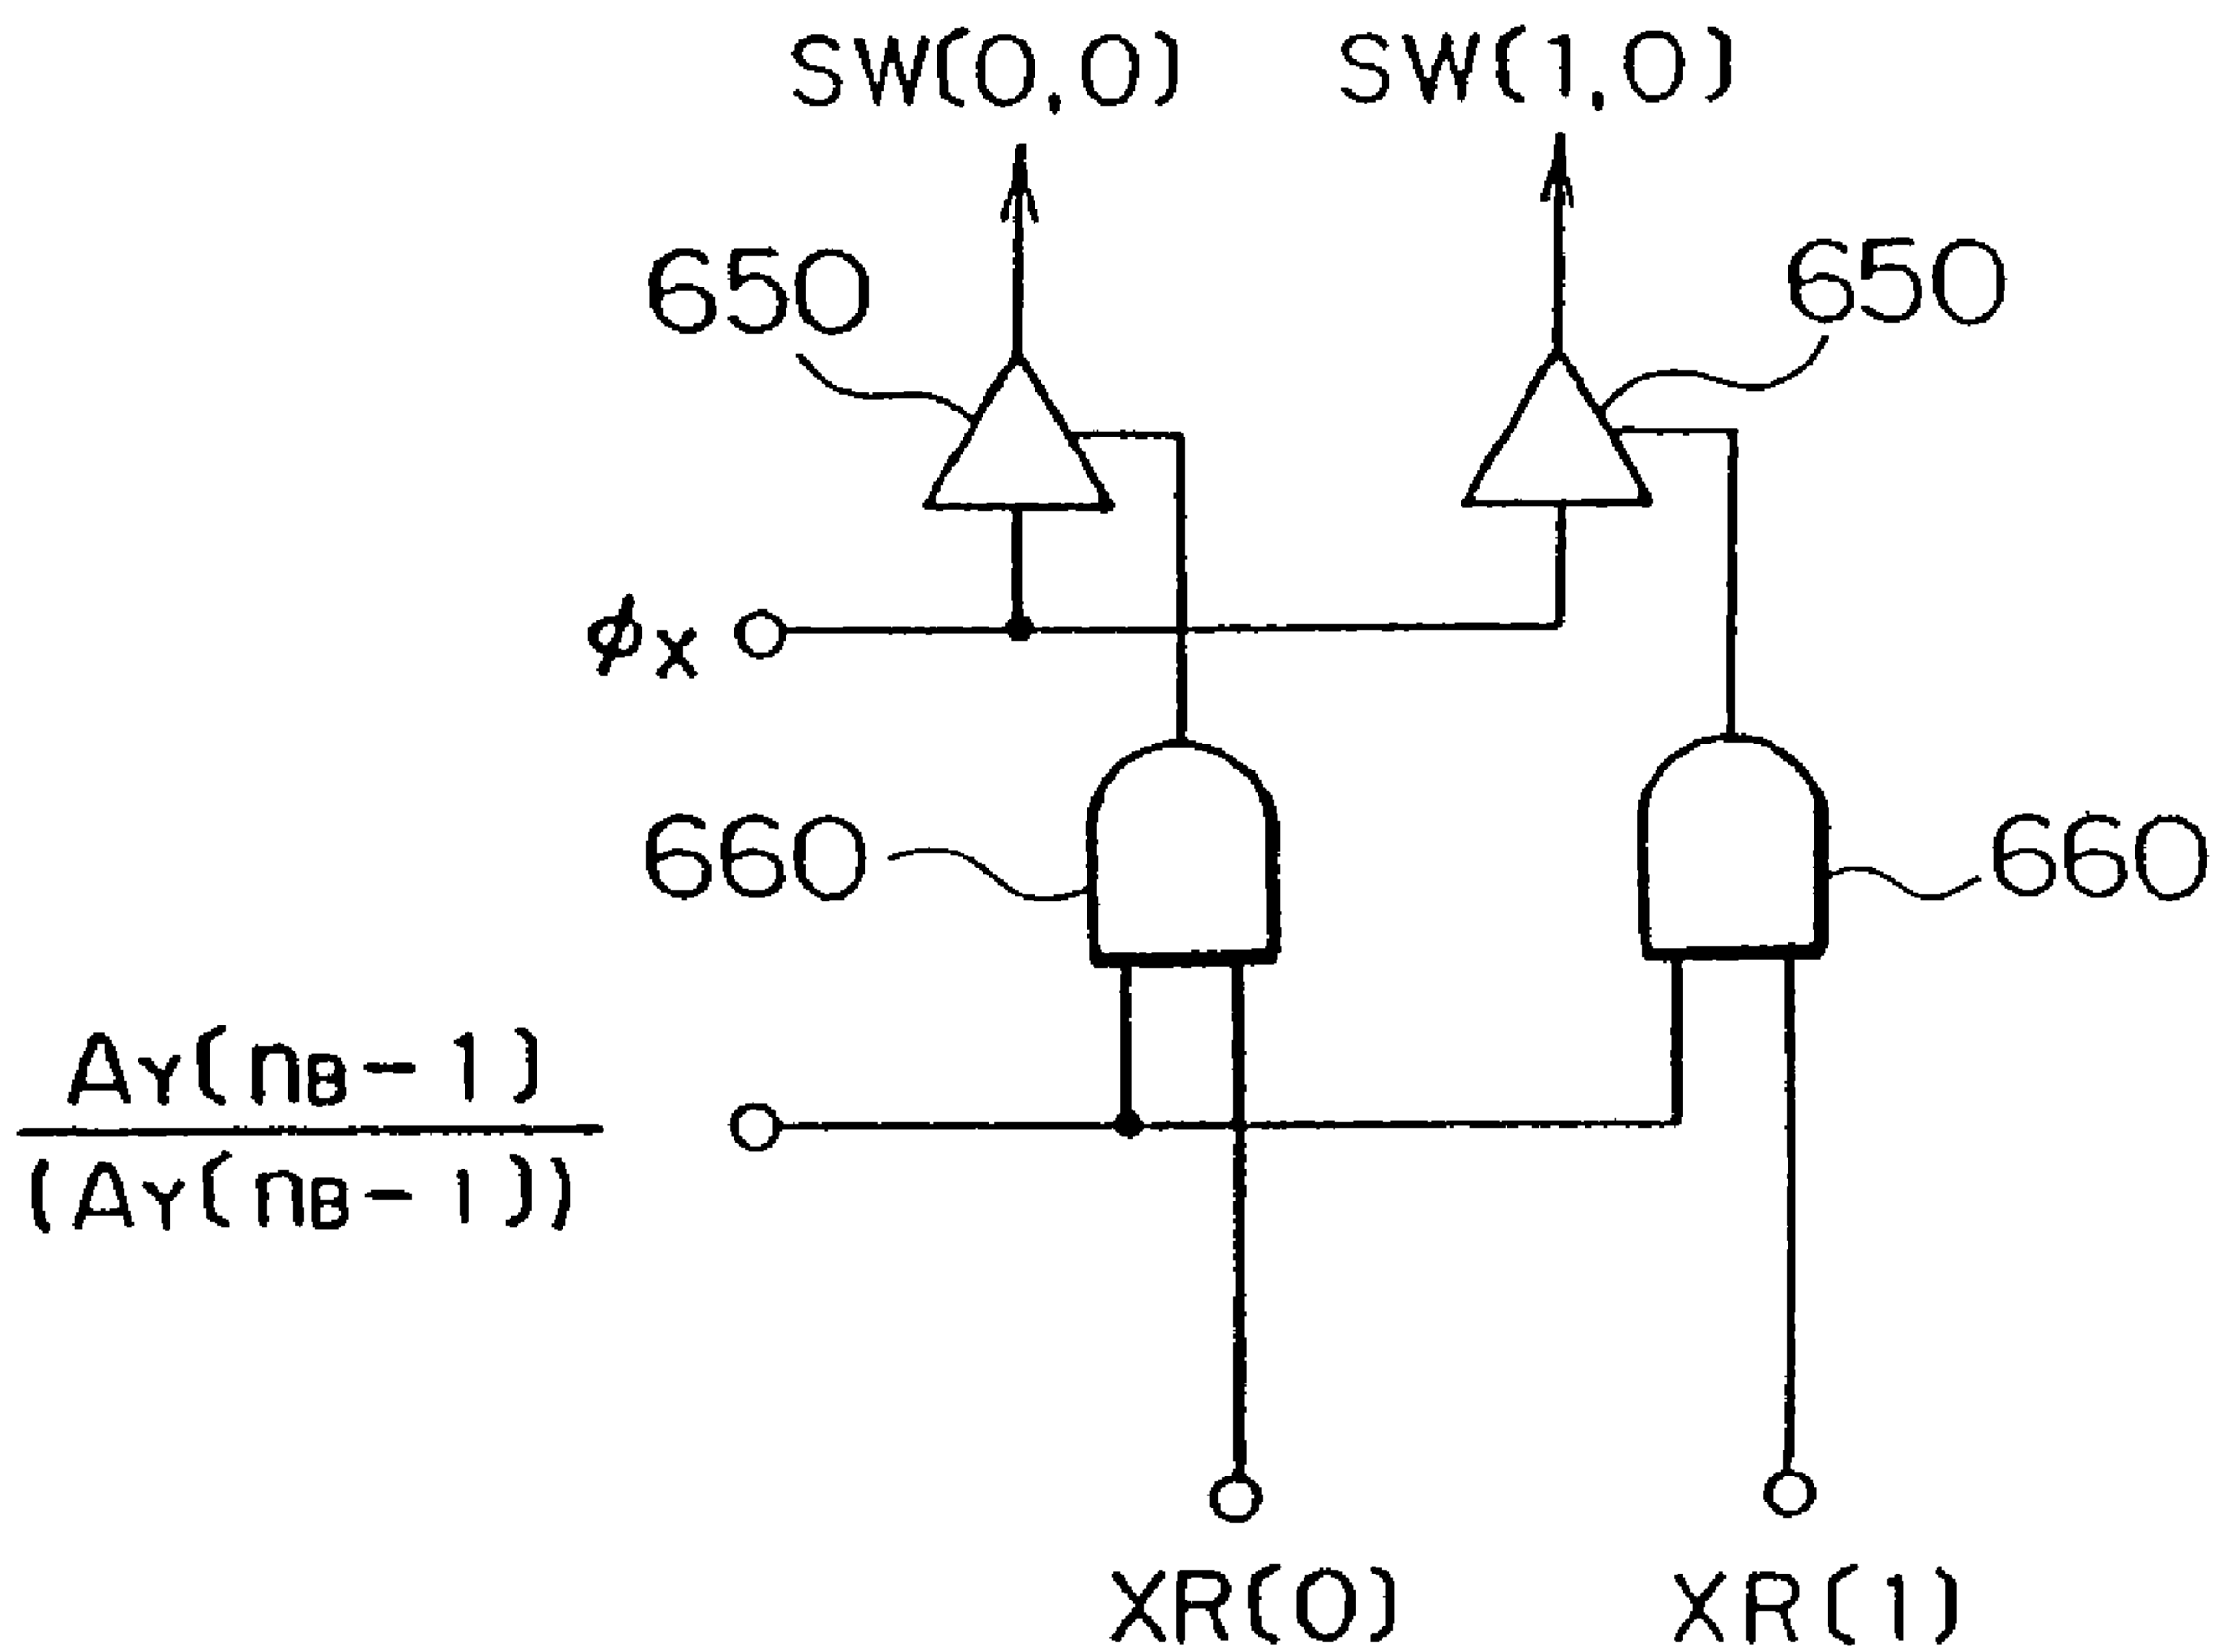 SW(0,0) SW(1,0)
650 650
ϕX
660 660
AY(nB-1)
(AY(nB-1))
XR(0) XR(1)